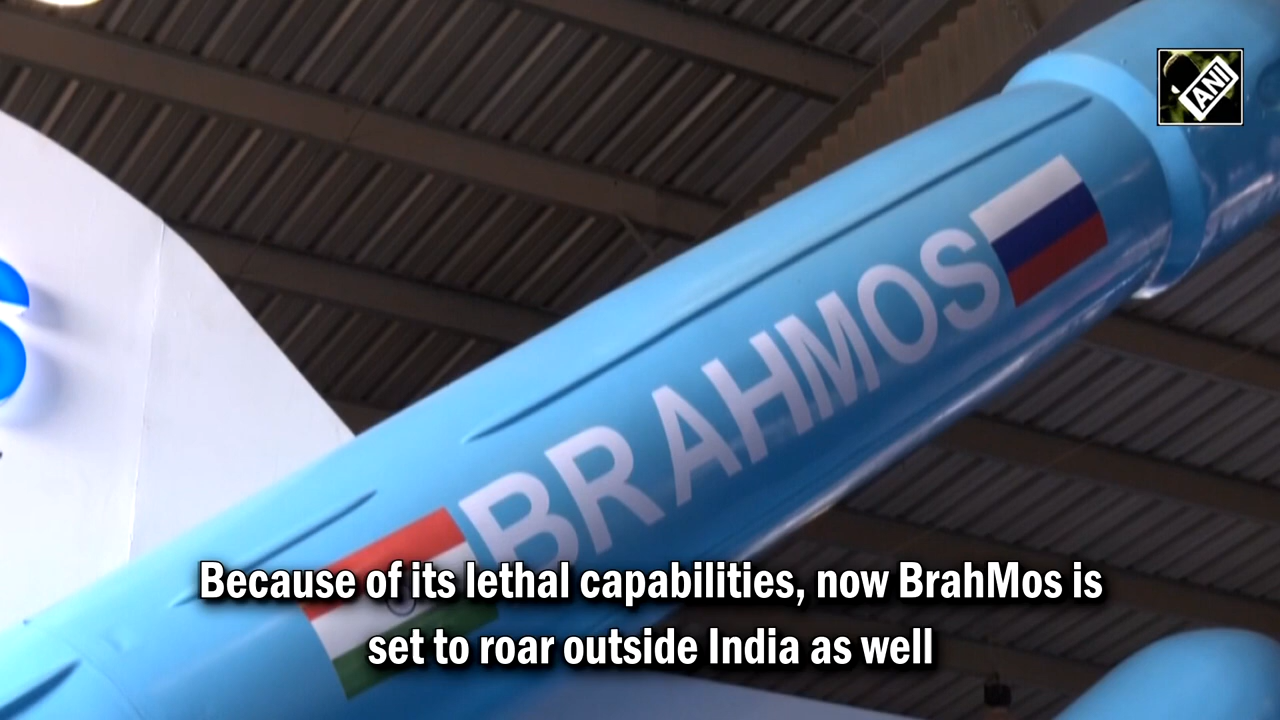 ANI
BRAHMOS
Because of its lethal capabilities, now BrahMos is
set to roar outside India as well